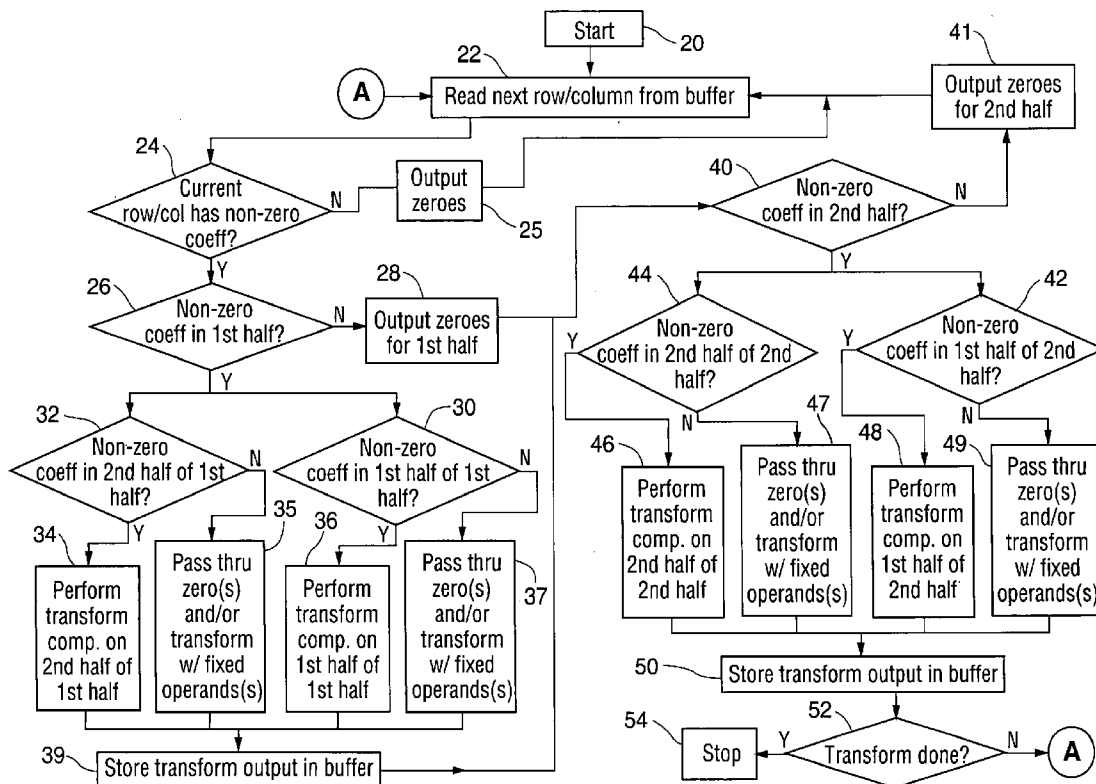 Start
20
22
41
A
Read next row/column from buffer
Output zeroes
for 2nd half
24
Current
row/col has non-zero
coeff?
N
Output
zeroes
25
40
Non-zero
coeff in 2nd half?
N
Y
Y
26
Non-zero
coeff in 1st half?
N
28
Output zeroes
for 1st half
Y
32
Non-zero
coeff in 2nd half of 1st
half?
N
Y
30
Non-zero
coeff in 1st half of 1st
half?
N
Y
34
Perform
transform
comp. on
2nd half of
1st half
35
Pass thru
zero(s)
and/or
transform
w/ fixed
operands(s)
36
Perform
transform
comp. on
1st half of
1st half
37
Pass thru
zero(s)
and/or
transform
w/ fixed
operands(s)
39
Store transform output in buffer
44
Non-zero
coeff in 2nd half of 2nd
half?
Y
N
42
Non-zero
coeff in 1st half of 2nd
half?
Y
N
46
Perform
transform
comp. on
2nd half of
2nd half
47
Pass thru
zero(s)
and/or
transform
w/ fixed
operands(s)
48
Perform
transform
comp. on
1st half of
2nd half
49
Pass thru
zero(s)
and/or
transform
w/ fixed
operands(s)
50
Store transform output in buffer
52
Transform done?
Y
N
54
Stop
A